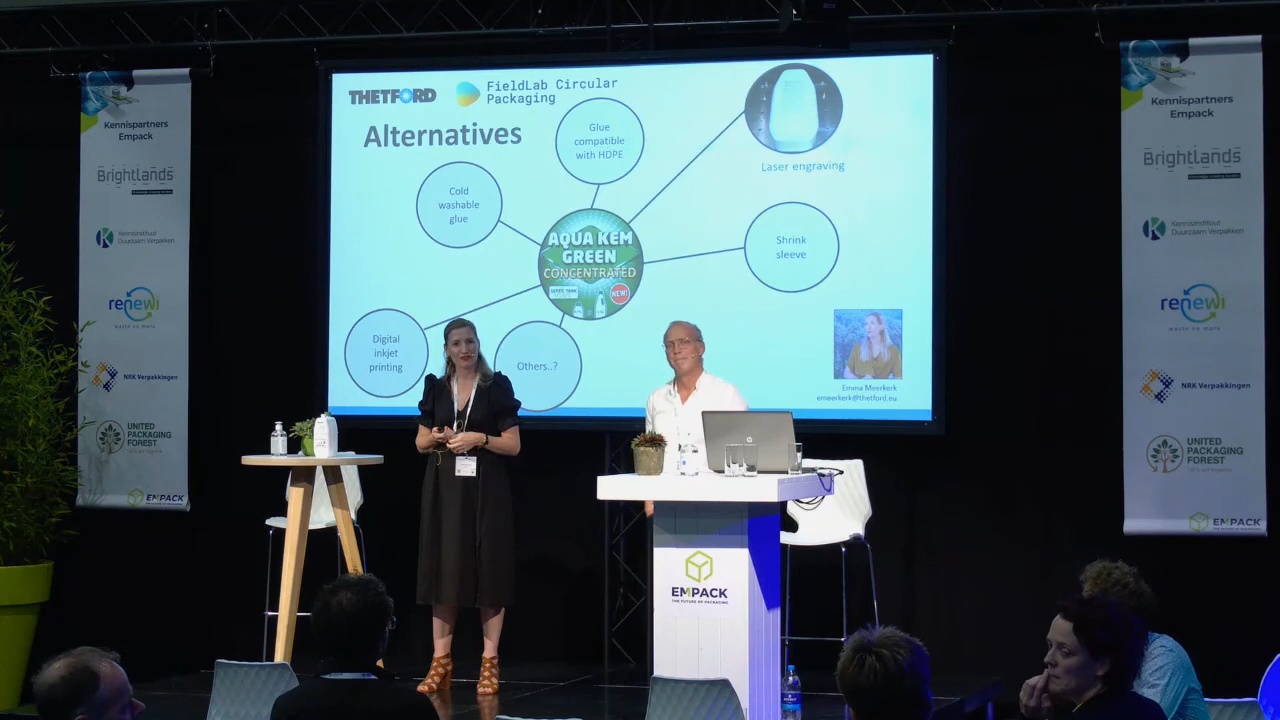 THETFORD
FieldLab Circular
Packaging
Alternatives
Glue
compatible
with HDPE
Laser engraving
Cold
washable
glue
AQUA KEM
GREEN
CONCENTRATED
SEPTIC TANK
NEW!
Shrink
sleeve
Digital
inkjet
printing
Others..?
Emma Meerkerk
emeerkerk@thetford.eu
Kennispartners
Empack
Brightlands
Kennisinstituut
Duurzaam Verpakken
renewi
waste no more
NRK Verpakkingen
UNITED
PACKAGING
FOREST
EMPACK
Kennispartners
Empack
Brightlands
Kennisinstituut
Duurzaam Verpakken
renewi
waste no more
NRK Verpakkingen
UNITED
PACKAGING
FOREST
EMPACK
EMPACK
THE FUTURE OF PACKAGING